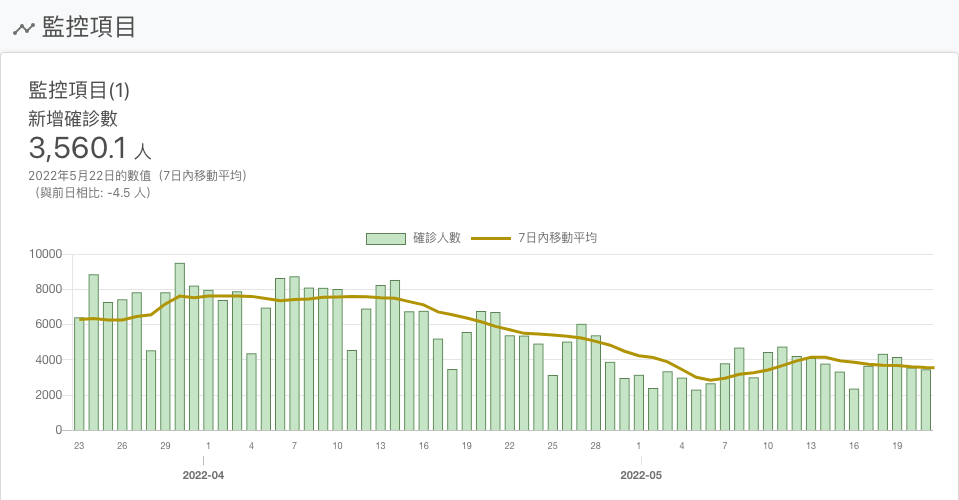 監控項目
監控項目(1)
新增確診數
3,560.1 人
2022年5月22日的數值（7日內移動平均）
（與前日相比: -4.5 人）
確診人數 7日內移動平均
10000
8000
6000
4000
2000
0
23 26 29 1 4 7 10 13 16 19 22 25 28 1 4 7 10 13 16 19
2022-04 2022-05